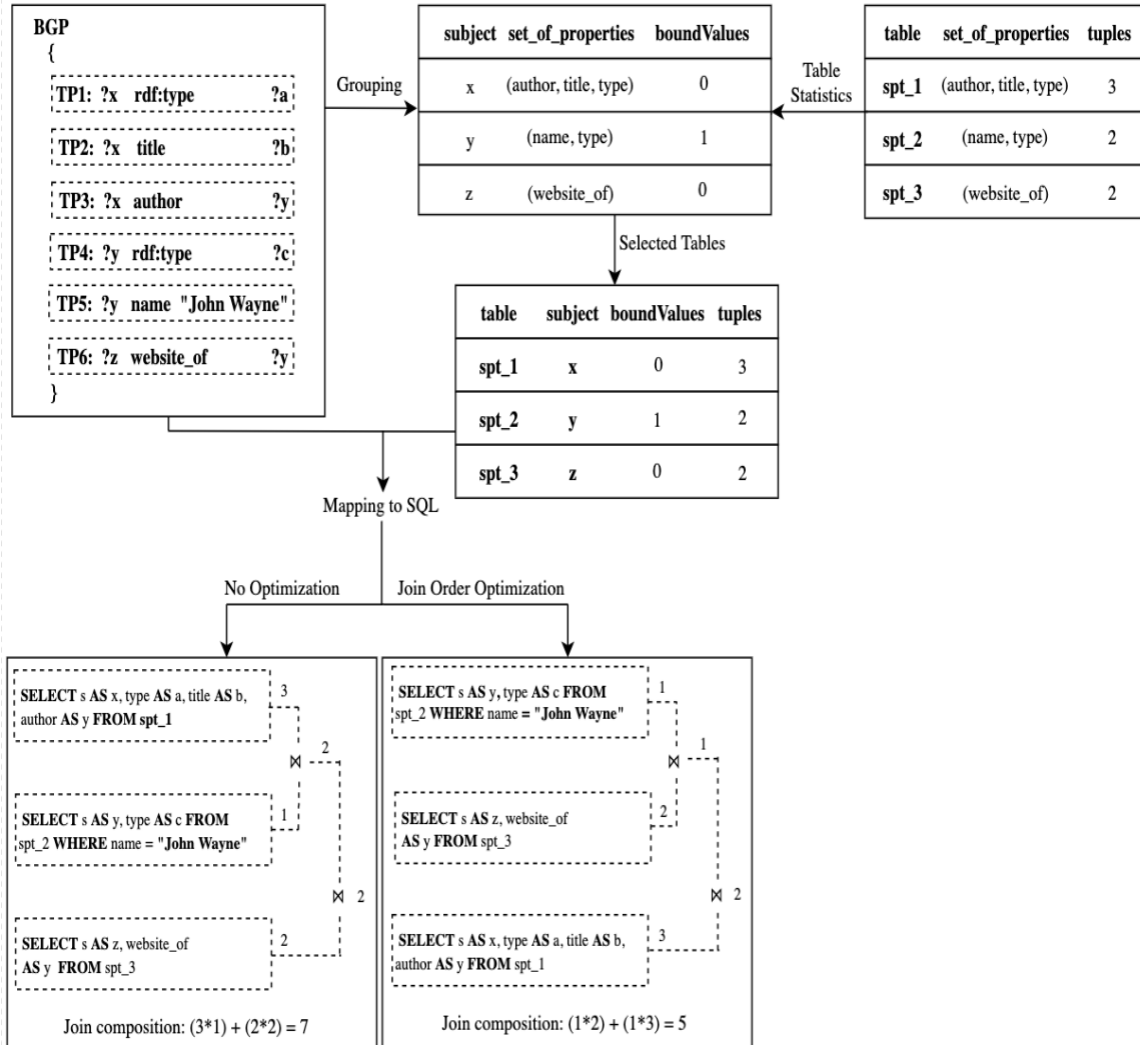 BGP
{
TP1: ?x rdf:type ?a
TP2: ?x title ?b
TP3: ?x author ?y
TP4: ?y rdf:type ?c
TP5: ?y name "John Wayne"
TP6: ?z website_of ?y
}
Grouping
subject set_of_properties boundValues
x (author, title, type) 0
y (name, type) 1
z (website_of) 0
Table
Statistics
table set_of_properties tuples
spt_1 (author, title, type) 3
spt_2 (name, type) 2
spt_3 (website_of) 2
Selected Tables
table subject boundValues tuples
spt_1 x 0 3
spt_2 y 1 2
spt_3 z 0 2
Mapping to SQL
No Optimization
Join Order Optimization
SELECT s AS x, type AS a, title AS b,
author AS y FROM spt_1
3
⋈ 2
SELECT s AS y, type AS c FROM
spt_2 WHERE name = "John Wayne"
1
⋈ 2
SELECT s AS z, website_of
AS y FROM spt_3
2
Join composition: (3*1) + (2*2) = 7
SELECT s AS y, type AS c FROM
spt_2 WHERE name = "John Wayne"
1
⋈ 1
SELECT s AS z, website_of
AS y FROM spt_3
2
⋈ 2
SELECT s AS x, type AS a, title AS b,
author AS y FROM spt_1
3
Join composition: (1*2) + (1*3) = 5